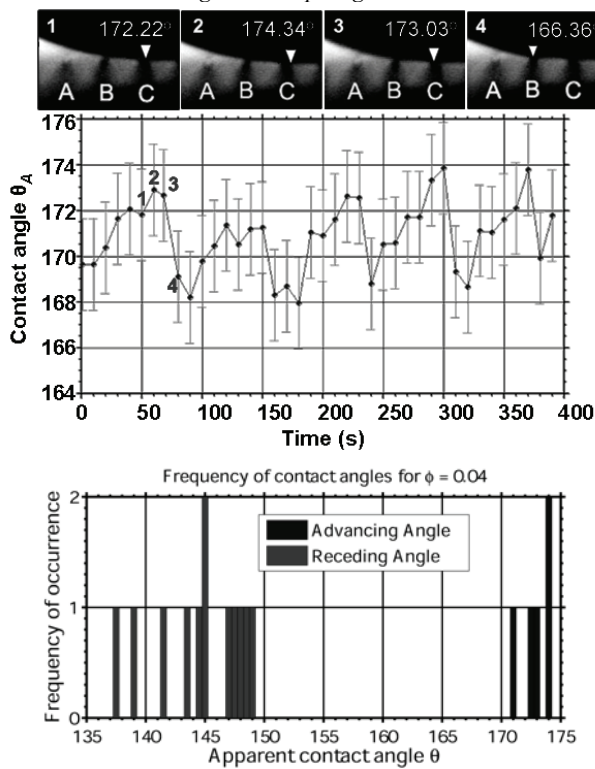 1 172.22° 2 174.34° 3 173.03° 4 166.36°
A B C A B C A B C A B C
Contact angle θA
176
174
172
170
168
166
164
1 2 3 4
0 50 100 150 200 250 300 350 400
Time (s)
Frequency of contact angles for ϕ = 0.04
Frequency of occurrence
2
1
0
Advancing Angle
Receding Angle
135 140 145 150 155 160 165 170 175
Apparent contact angle θ